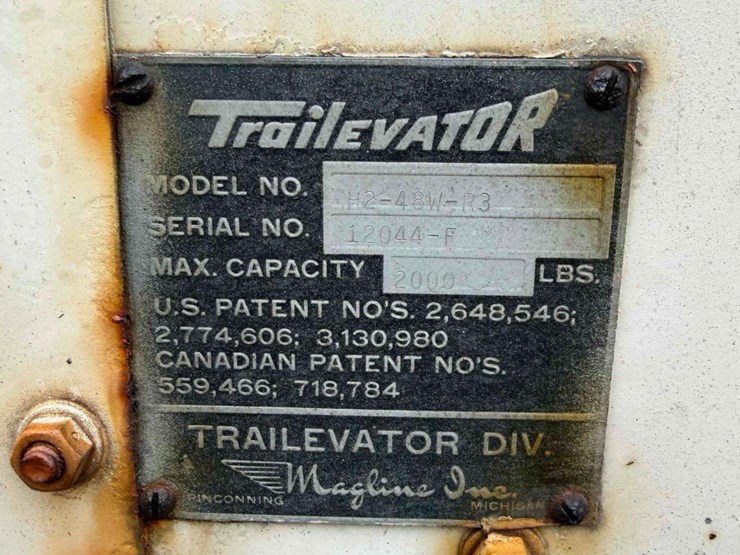 TrailEVATOR
MODEL NO. H2-48W-R3
SERIAL NO. 12044-F
MAX. CAPACITY 2000 LBS.
U.S. PATENT NO'S. 2,648,546;
2,774,606; 3,130,980
CANADIAN PATENT NO'S.
559,466; 718,784
TRAILEVATOR DIV.
Magline Inc.
PINCONNING MICHIGAN